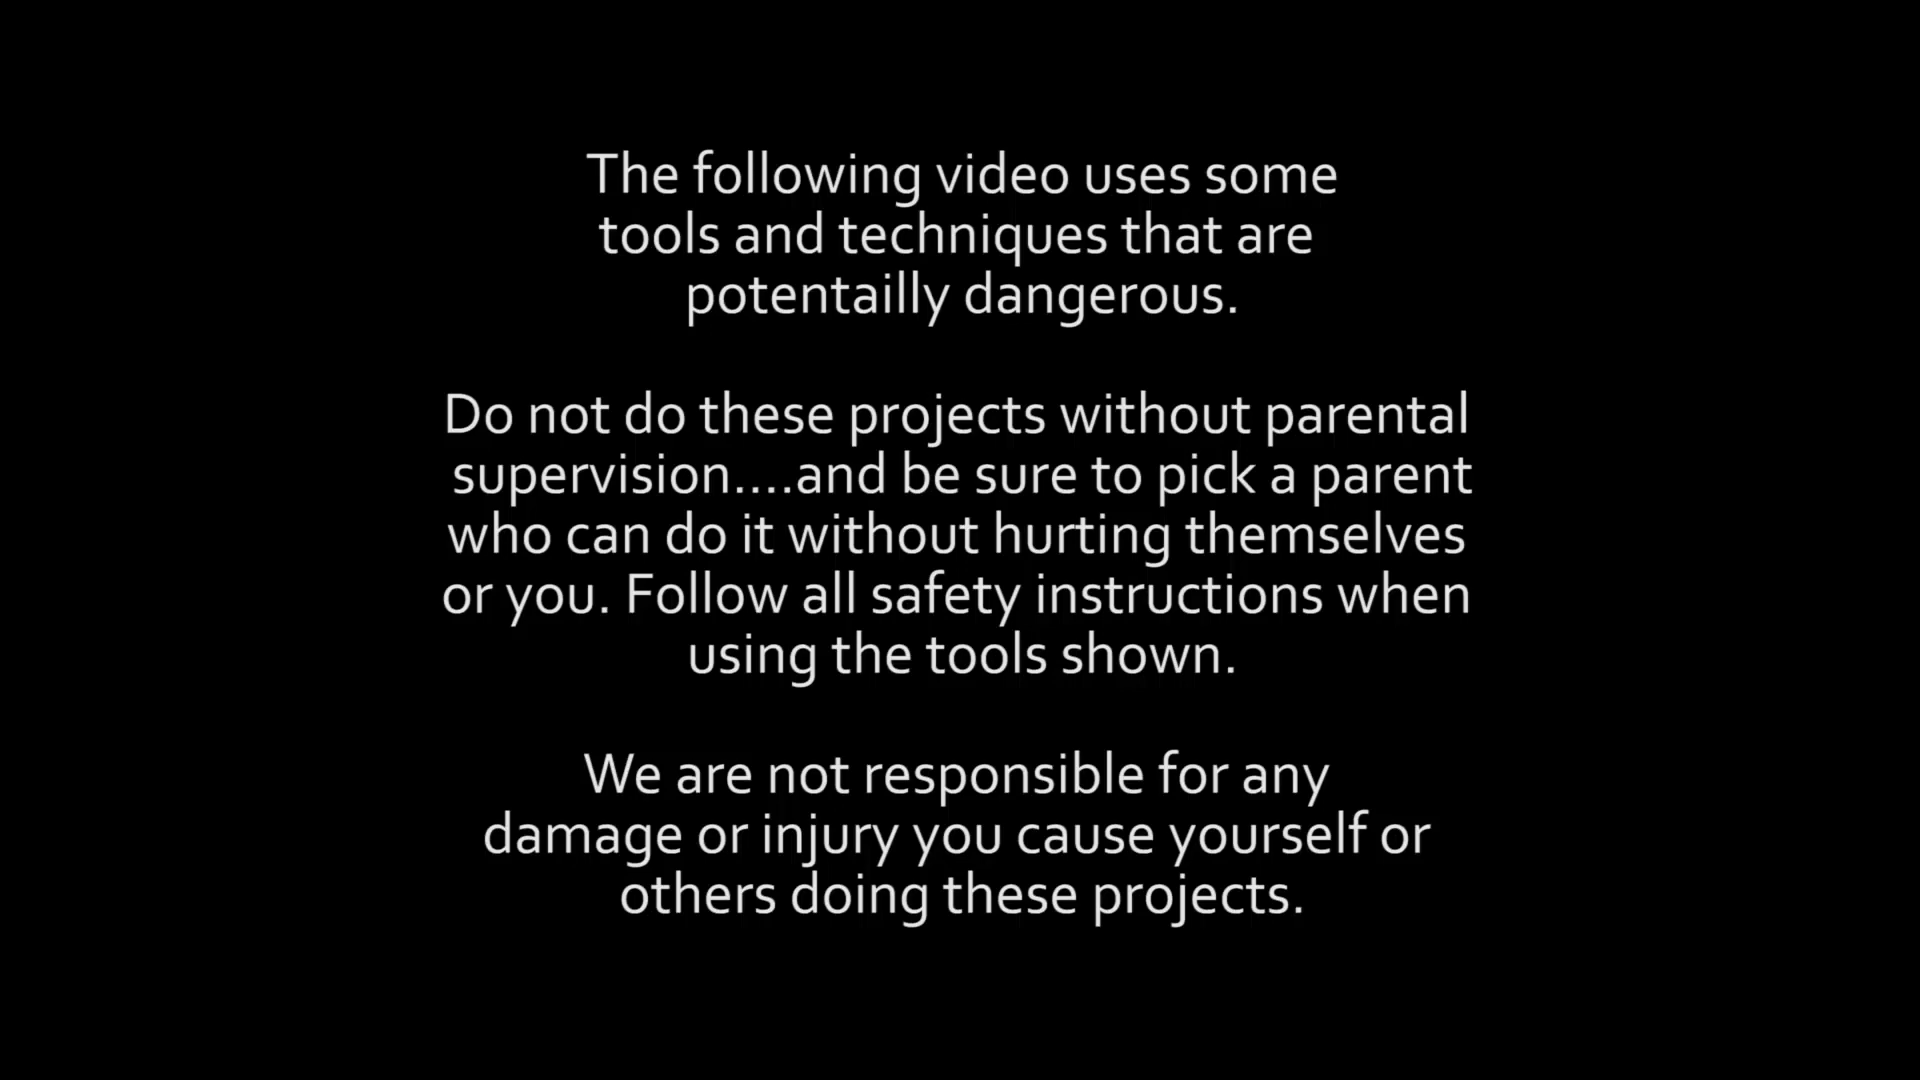 The following video uses some
tools and techniques that are
potentailly dangerous.
Do not do these projects without parental
supervision....and be sure to pick a parent
who can do it without hurting themselves
or you. Follow all safety instructions when
using the tools shown.
We are not responsible for any
damage or injury you cause yourself or
others doing these projects.